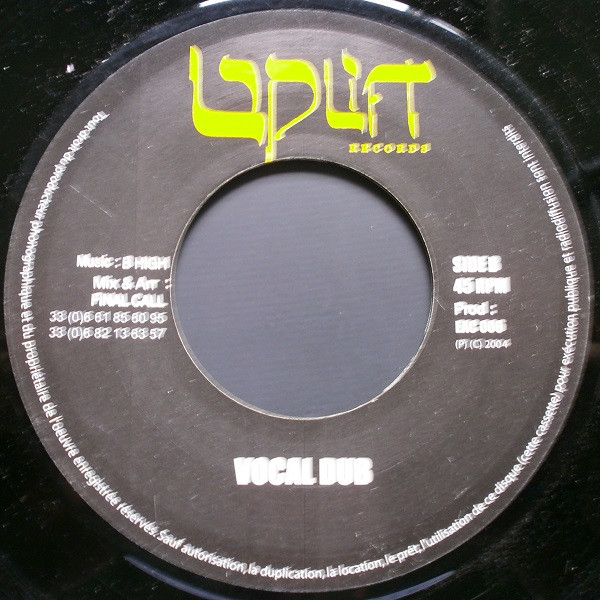 UPLIFT
RECORDS
Music : B HIGH
Mix & Arr :
FINAL CALL
33 (0)6 61 85 60 95
33 (0)6 82 13 63 57
SIDE B
45 RPM
Prod :
(P) (C) 2004
VOCAL DUB
Tout droit du producteur phonographique et du propriétaire de l'oeuvre enregistrée réservés. Sauf autorisation, la duplication, la location, le prêt, l'utilisation de ce disque (cette cassette) pour exécution publique et radiodiffusion sont interdits